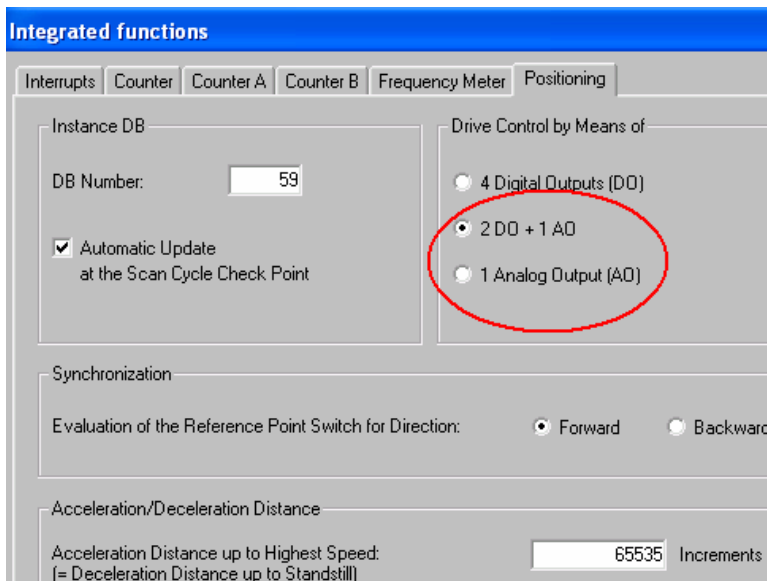 Integrated functions
Interrupts Counter Counter A Counter B Frequency Meter Positioning
Instance DB
DB Number: 59
Automatic Update
at the Scan Cycle Check Point
Drive Control by Means of
4 Digital Outputs (DO)
2 DO + 1 AO
1 Analog Output (AO)
Synchronization
Evaluation of the Reference Point Switch for Direction: Forward Backward
Acceleration/Deceleration Distance
Acceleration Distance up to Highest Speed: 65535 Increments
(= Deceleration Distance up to Standstill)